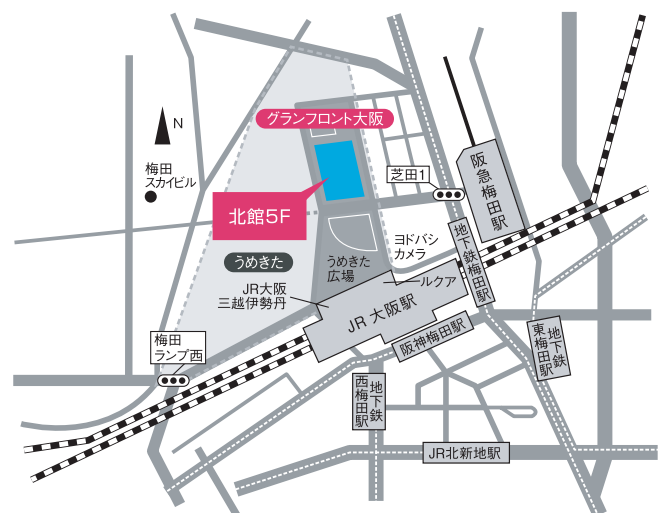 グランフロント大阪
N
梅田
スカイビル
芝田1
阪急梅田駅
北館5F
ヨドバシ
カメラ
地下鉄梅田駅
うめきた
うめきた
広場
JR大阪
三越伊勢丹
ルクア
JR大阪駅
梅田
ランプ西
阪神梅田駅
地下鉄
東梅田駅
地下鉄
西梅田駅
JR北新地駅